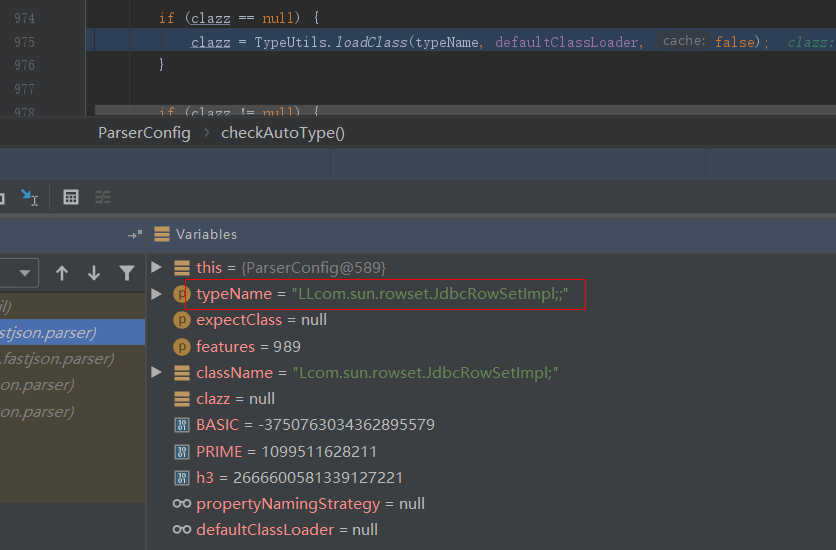 974 if (clazz == null) {
975 clazz = TypeUtils.loadClass(typeName, defaultClassLoader, cache: false); clazz:
976 }
977
978 if (clazz != null) {
ParserConfig › checkAutoType()
Variables
this = {ParserConfig@589}
il)
typeName = "LLcom.sun.rowset.JdbcRowSetImpl;;"
expectClass = null
stjson.parser)
features = 989
.fastjson.parser)
className = "Lcom.sun.rowset.JdbcRowSetImpl;"
on.parser)
clazz = null
on.parser)
BASIC = -3750763034362895579
PRIME = 1099511628211
h3 = 2666600581339127221
propertyNamingStrategy = null
defaultClassLoader = null